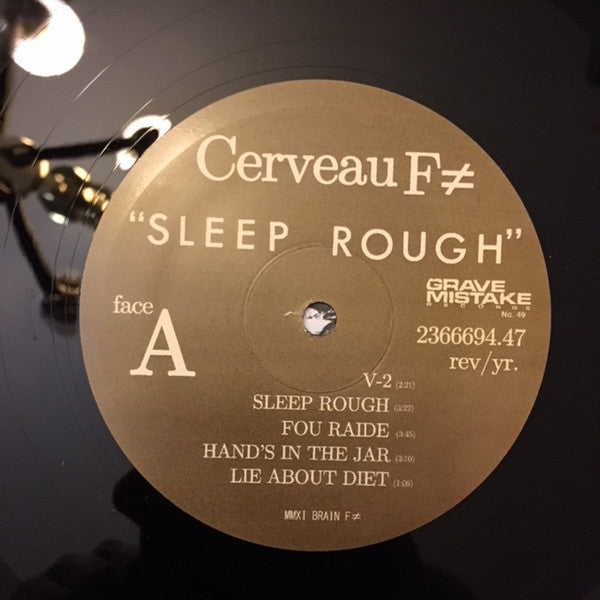 Cerveau F≠
"SLEEP ROUGH"
GRAVE
MISTAKE
RECORDS
No. 49
face
A
2366694.47
rev/yr.
V-2 (2:21)
SLEEP ROUGH (3:22)
FOU RAIDE (3:45)
HAND'S IN THE JAR (3:10)
LIE ABOUT DIET (1:08)
MMXI BRAIN F≠